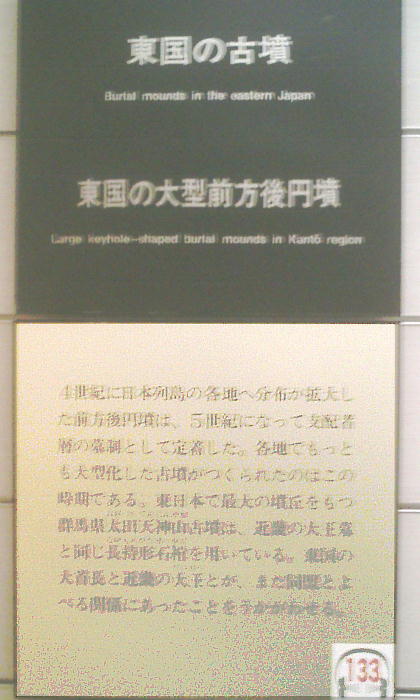 東国の古墳
Burial mounds in the eastern Japan
東国の大型前方後円墳
Large keyhole-shaped burial mounds in Kantō region
4世紀に日本列島の各地へ分布が拡大し
た前方後円墳は、5世紀になって支配者
層の墓制として定着した。各地でもっと
も大型化した古墳がつくられたのはこの
時期である。東日本で最大の墳丘をもつ
群馬県太田天神山古墳は、近畿の大王墓
と同じ長持形石棺を用いている。東国の
大首長と近畿の大王とが、まだ同盟とよ
べる関係にあったことをうかがわせる。
133